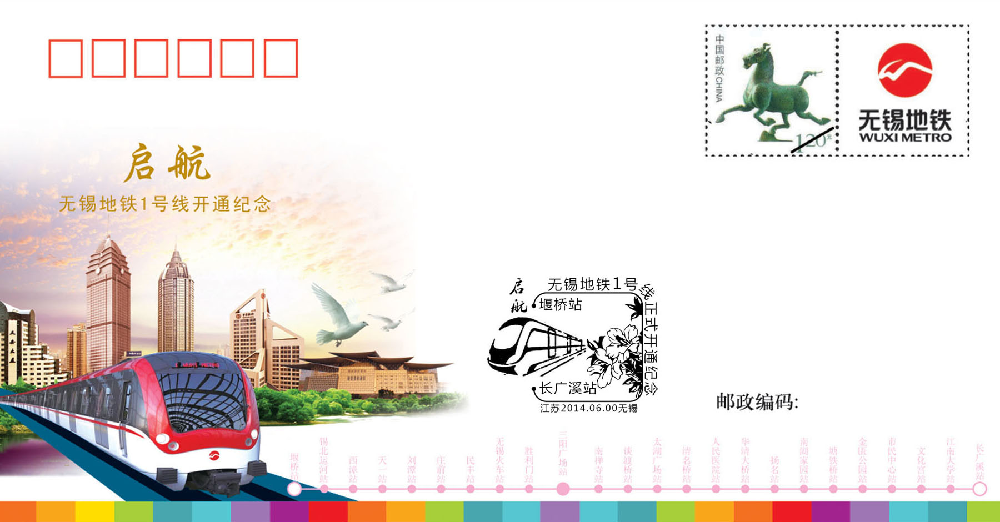 中国邮政CHINA
120元
无锡地铁
WUXI METRO
启航
无锡地铁1号线开通纪念
启航
无锡地铁1号线正式开通纪念
堰桥站
长广溪站
江苏2014.06.00无锡
邮政编码:
堰桥站
锡北运河站
西漳站
天一站
刘潭站
庄前站
民丰站
无锡火车站
胜利门站
三阳广场站
南禅寺站
谈渡桥站
太湖广场站
清名桥站
人民医院站
华清大桥站
扬名站
南湖家园站
塘铁桥站
金匮公园站
市民中心站
文化宫站
江南大学站
长广溪站